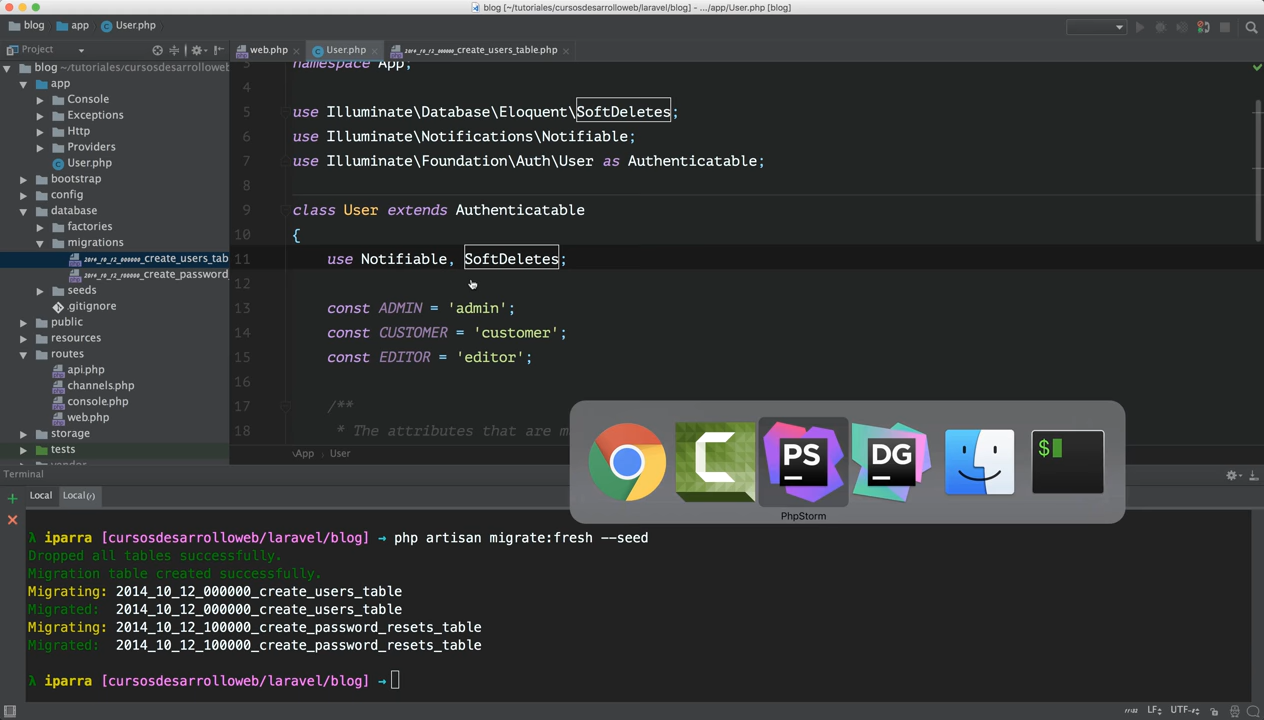 blog [~/tutoriales/cursosdesarrolloweb/laravel/blog] - .../app/User.php [blog]
blog app User.php
Project
web.php User.php 2014_10_12_000000_create_users_table.php
blog ~/tutoriales/cursosdesarrolloweb
app
Console
Exceptions
Http
Providers
User.php
bootstrap
config
database
factories
migrations
2014_10_12_000000_create_users_tab
2014_10_12_100000_create_password
seeds
.gitignore
public
resources
routes
api.php
channels.php
console.php
web.php
storage
tests
3 namespace App;
4
5 use Illuminate\Database\Eloquent\SoftDeletes;
6 use Illuminate\Notifications\Notifiable;
7 use Illuminate\Foundation\Auth\User as Authenticatable;
8
9 class User extends Authenticatable
10 {
11 use Notifiable, SoftDeletes;
12
13 const ADMIN = 'admin';
14 const CUSTOMER = 'customer';
15 const EDITOR = 'editor';
16
17 /**
18 * The attributes that are m
\App › User
PS
DG
$
PhpStorm
Terminal
Local Local
λ iparra [cursosdesarrolloweb/laravel/blog] → php artisan migrate:fresh --seed
Dropped all tables successfully.
Migration table created successfully.
Migrating: 2014_10_12_000000_create_users_table
Migrated: 2014_10_12_000000_create_users_table
Migrating: 2014_10_12_100000_create_password_resets_table
Migrated: 2014_10_12_100000_create_password_resets_table
λ iparra [cursosdesarrolloweb/laravel/blog] →
LF UTF-8